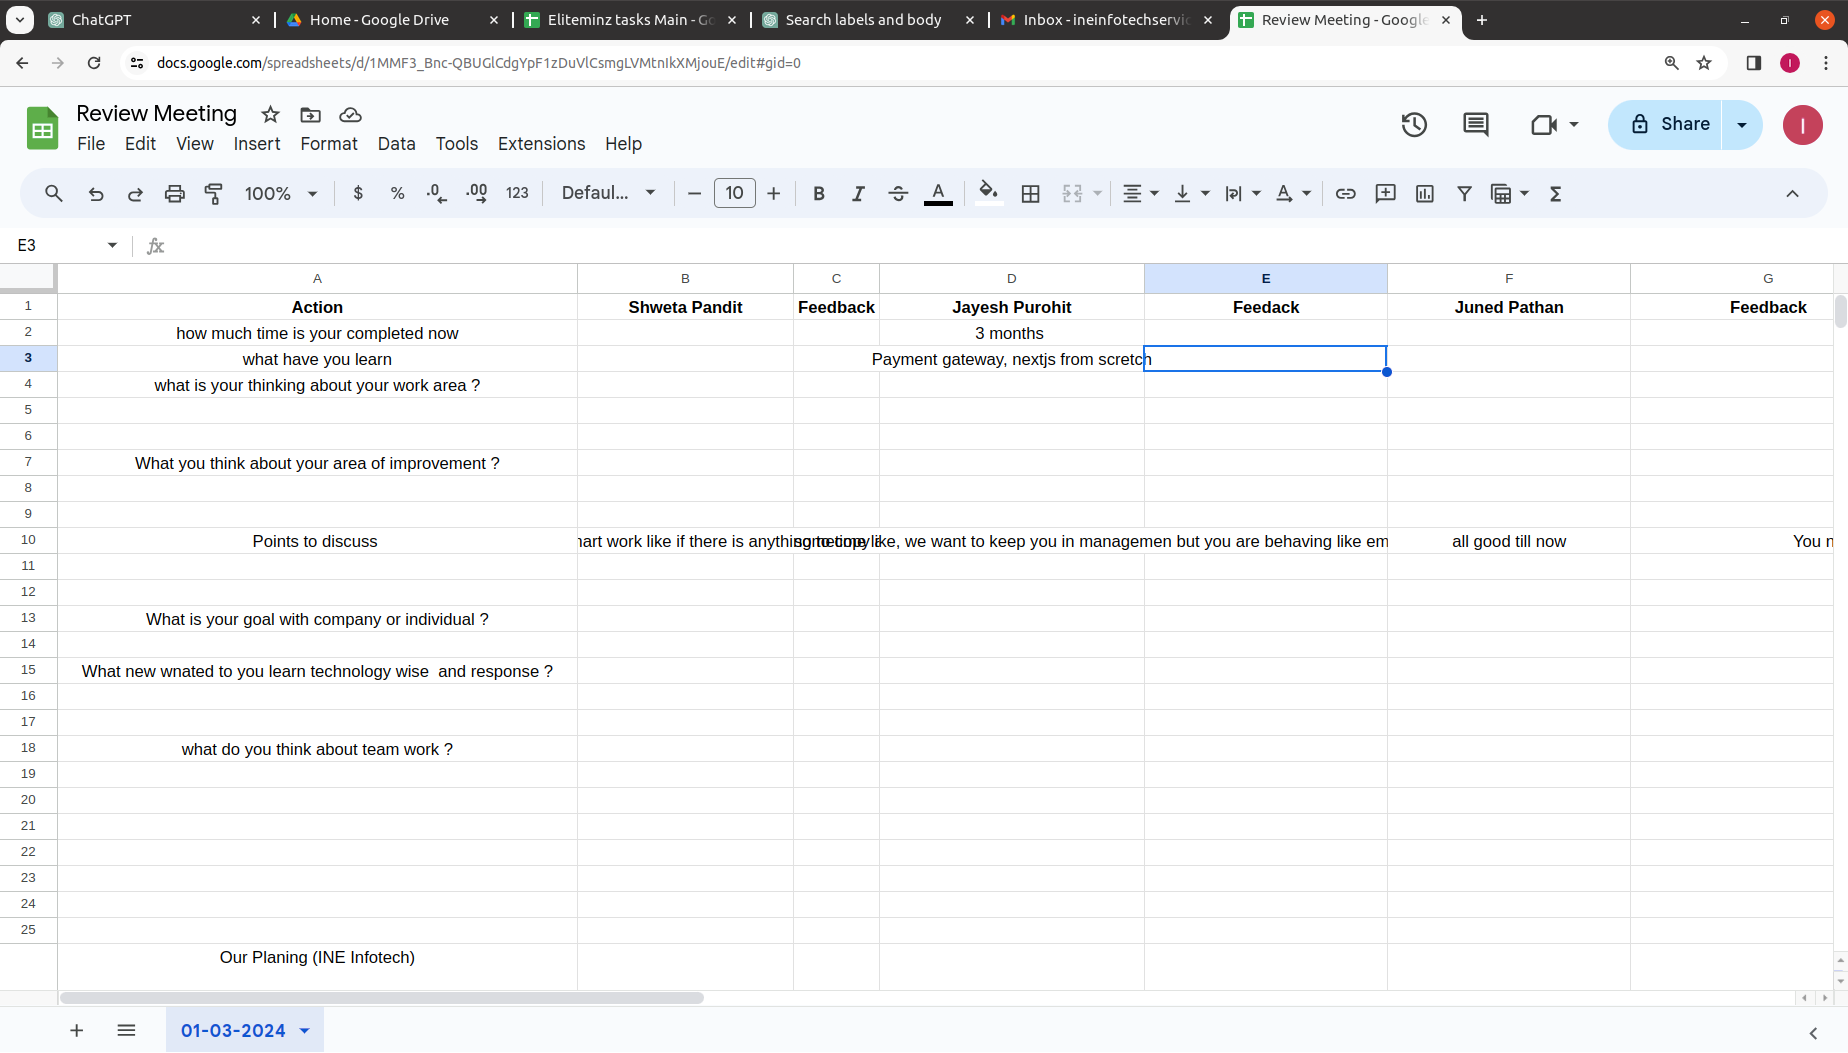 ChatGPT
Home - Google Drive
Eliteminz tasks Main - Go
Search labels and body
Inbox - ineinfotechservic
Review Meeting - Google
docs.google.com/spreadsheets/d/1MMF3_Bnc-QBUGlCdgYpF1zDuVlCsmgLVMtnIkXMjouE/edit#gid=0
I
Review Meeting
File Edit View Insert Format Data Tools Extensions Help
Share
I
100% $ % .0 .00 123 Defaul... 10 B I A
E3 fx
A B C D E F G
1 Action Shweta Pandit Feedback Jayesh Purohit Feedack Juned Pathan Feedback
2 how much time is your completed now 3 months
3 what have you learn Payment gateway, nextjs from scretch
4 what is your thinking about your work area ?
5
6
7 What you think about your area of improvement ?
8
9
10 Points to discuss work like if there is anything to copy like, we want to keep you in managemen but you are behaving like em all good till now You n
11
12
13 What is your goal with company or individual ?
14
15 What new wnated to you learn technology wise and response ?
16
17
18 what do you think about team work ?
19
20
21
22
23
24
25
Our Planing (INE Infotech)
01-03-2024